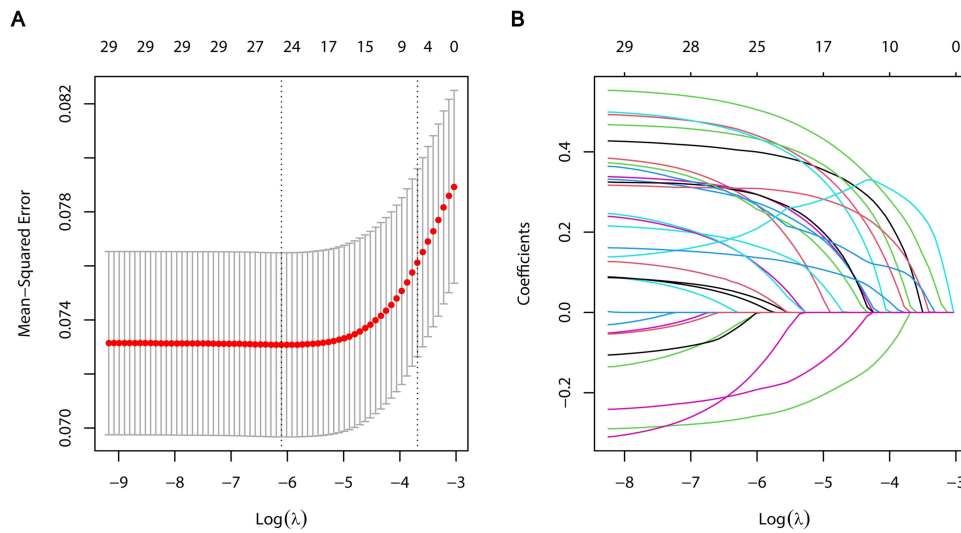 A
29 29 29 29 27 24 17 15 9 4 0
Mean-Squared Error
0.082
0.078
0.074
0.070
−9 −8 −7 −6 −5 −4 −3
Log(λ)
B
29 28 25 17 10 0
Coefficients
0.4
0.2
0.0
−0.2
−8 −7 −6 −5 −4 −3
Log(λ)